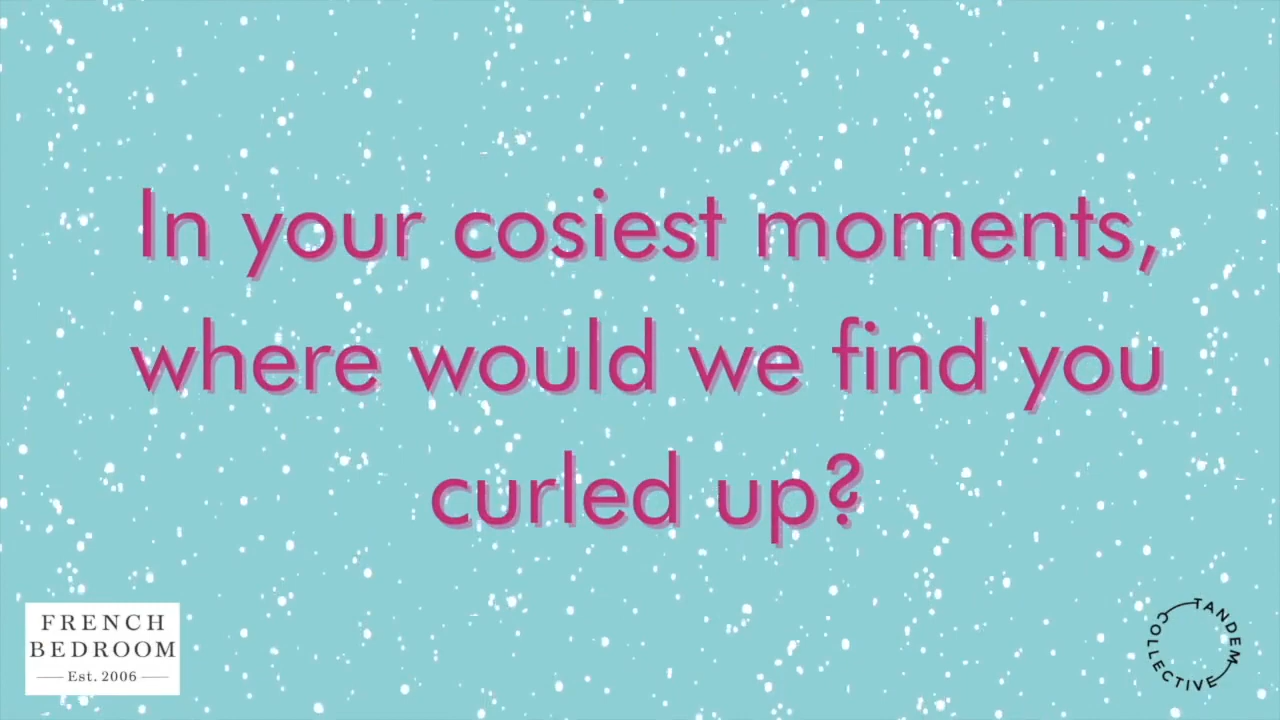 In your cosiest moments,
where would we find you
curled up?
FRENCH
BEDROOM
Est. 2006
TANDEM
COLLECTIVE